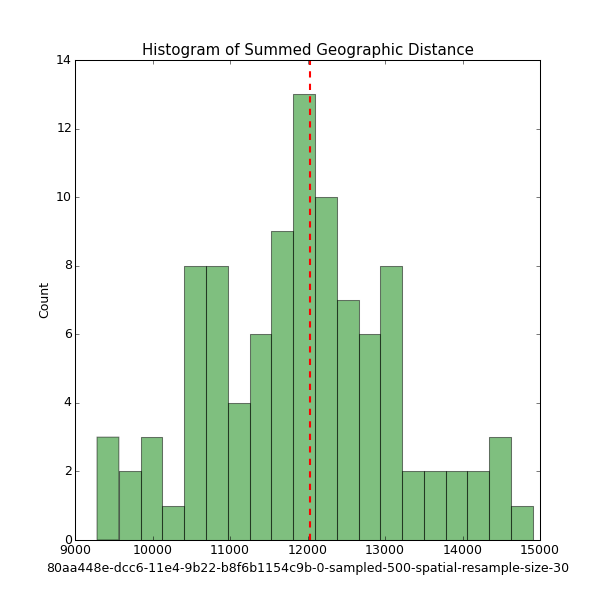 Histogram of Summed Geographic Distance
14
12
10
8
6
4
2
0
Count
9000 10000 11000 12000 13000 14000 15000
80aa448e-dcc6-11e4-9b22-b8f6b1154c9b-0-sampled-500-spatial-resample-size-30